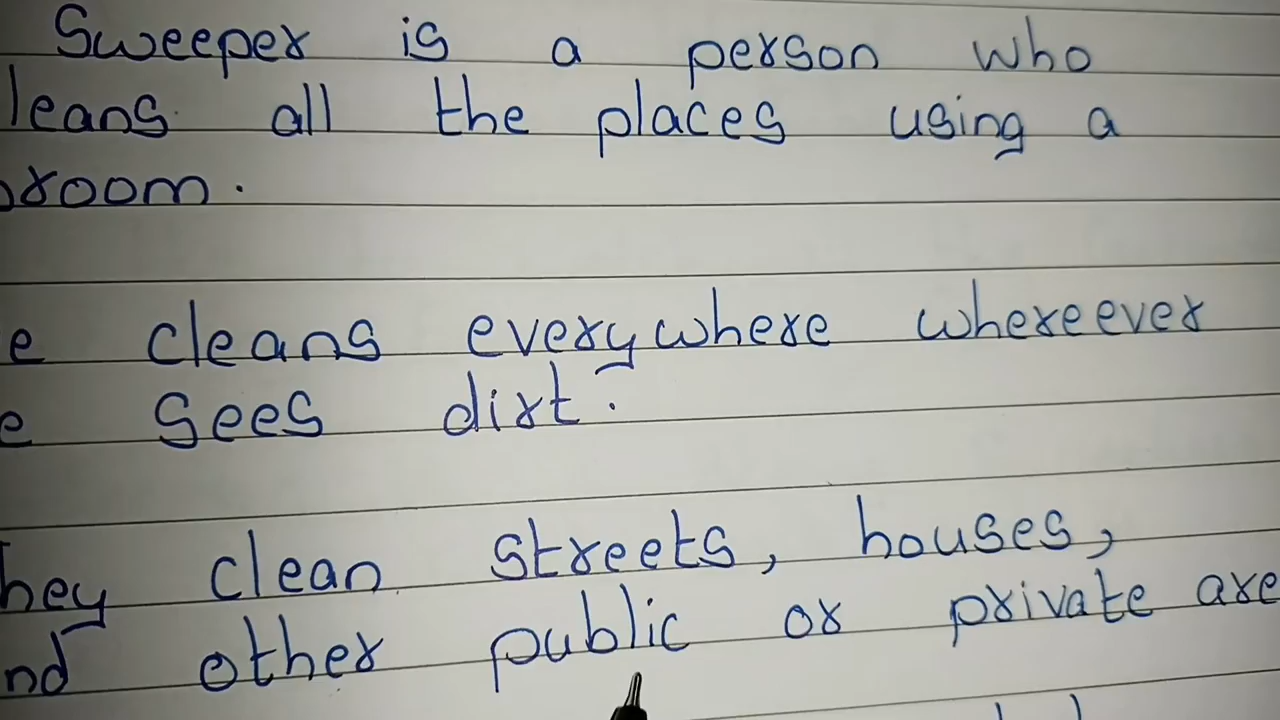 Sweeper is a person who
leans all the places using a
broom.
e cleans everywhere whereever
e sees dirt.
hey clean streets, houses,
nd other public or private are